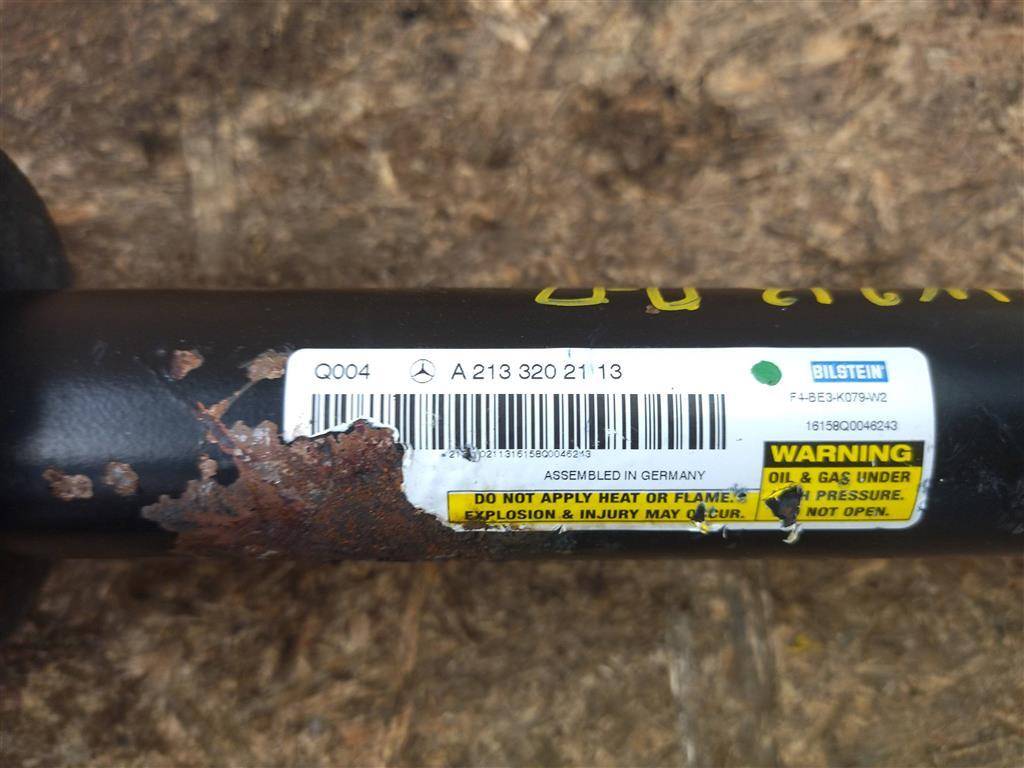 Q004 A 213 320 21 13
BILSTEIN
F4-BE3-K079-W2
16158Q0046243
ASSEMBLED IN GERMANY
WARNING
OIL & GAS UNDER
PRESSURE.
NOT OPEN.
DO NOT APPLY HEAT OR FLAME.
EXPLOSION & INJURY MAY OCCUR.